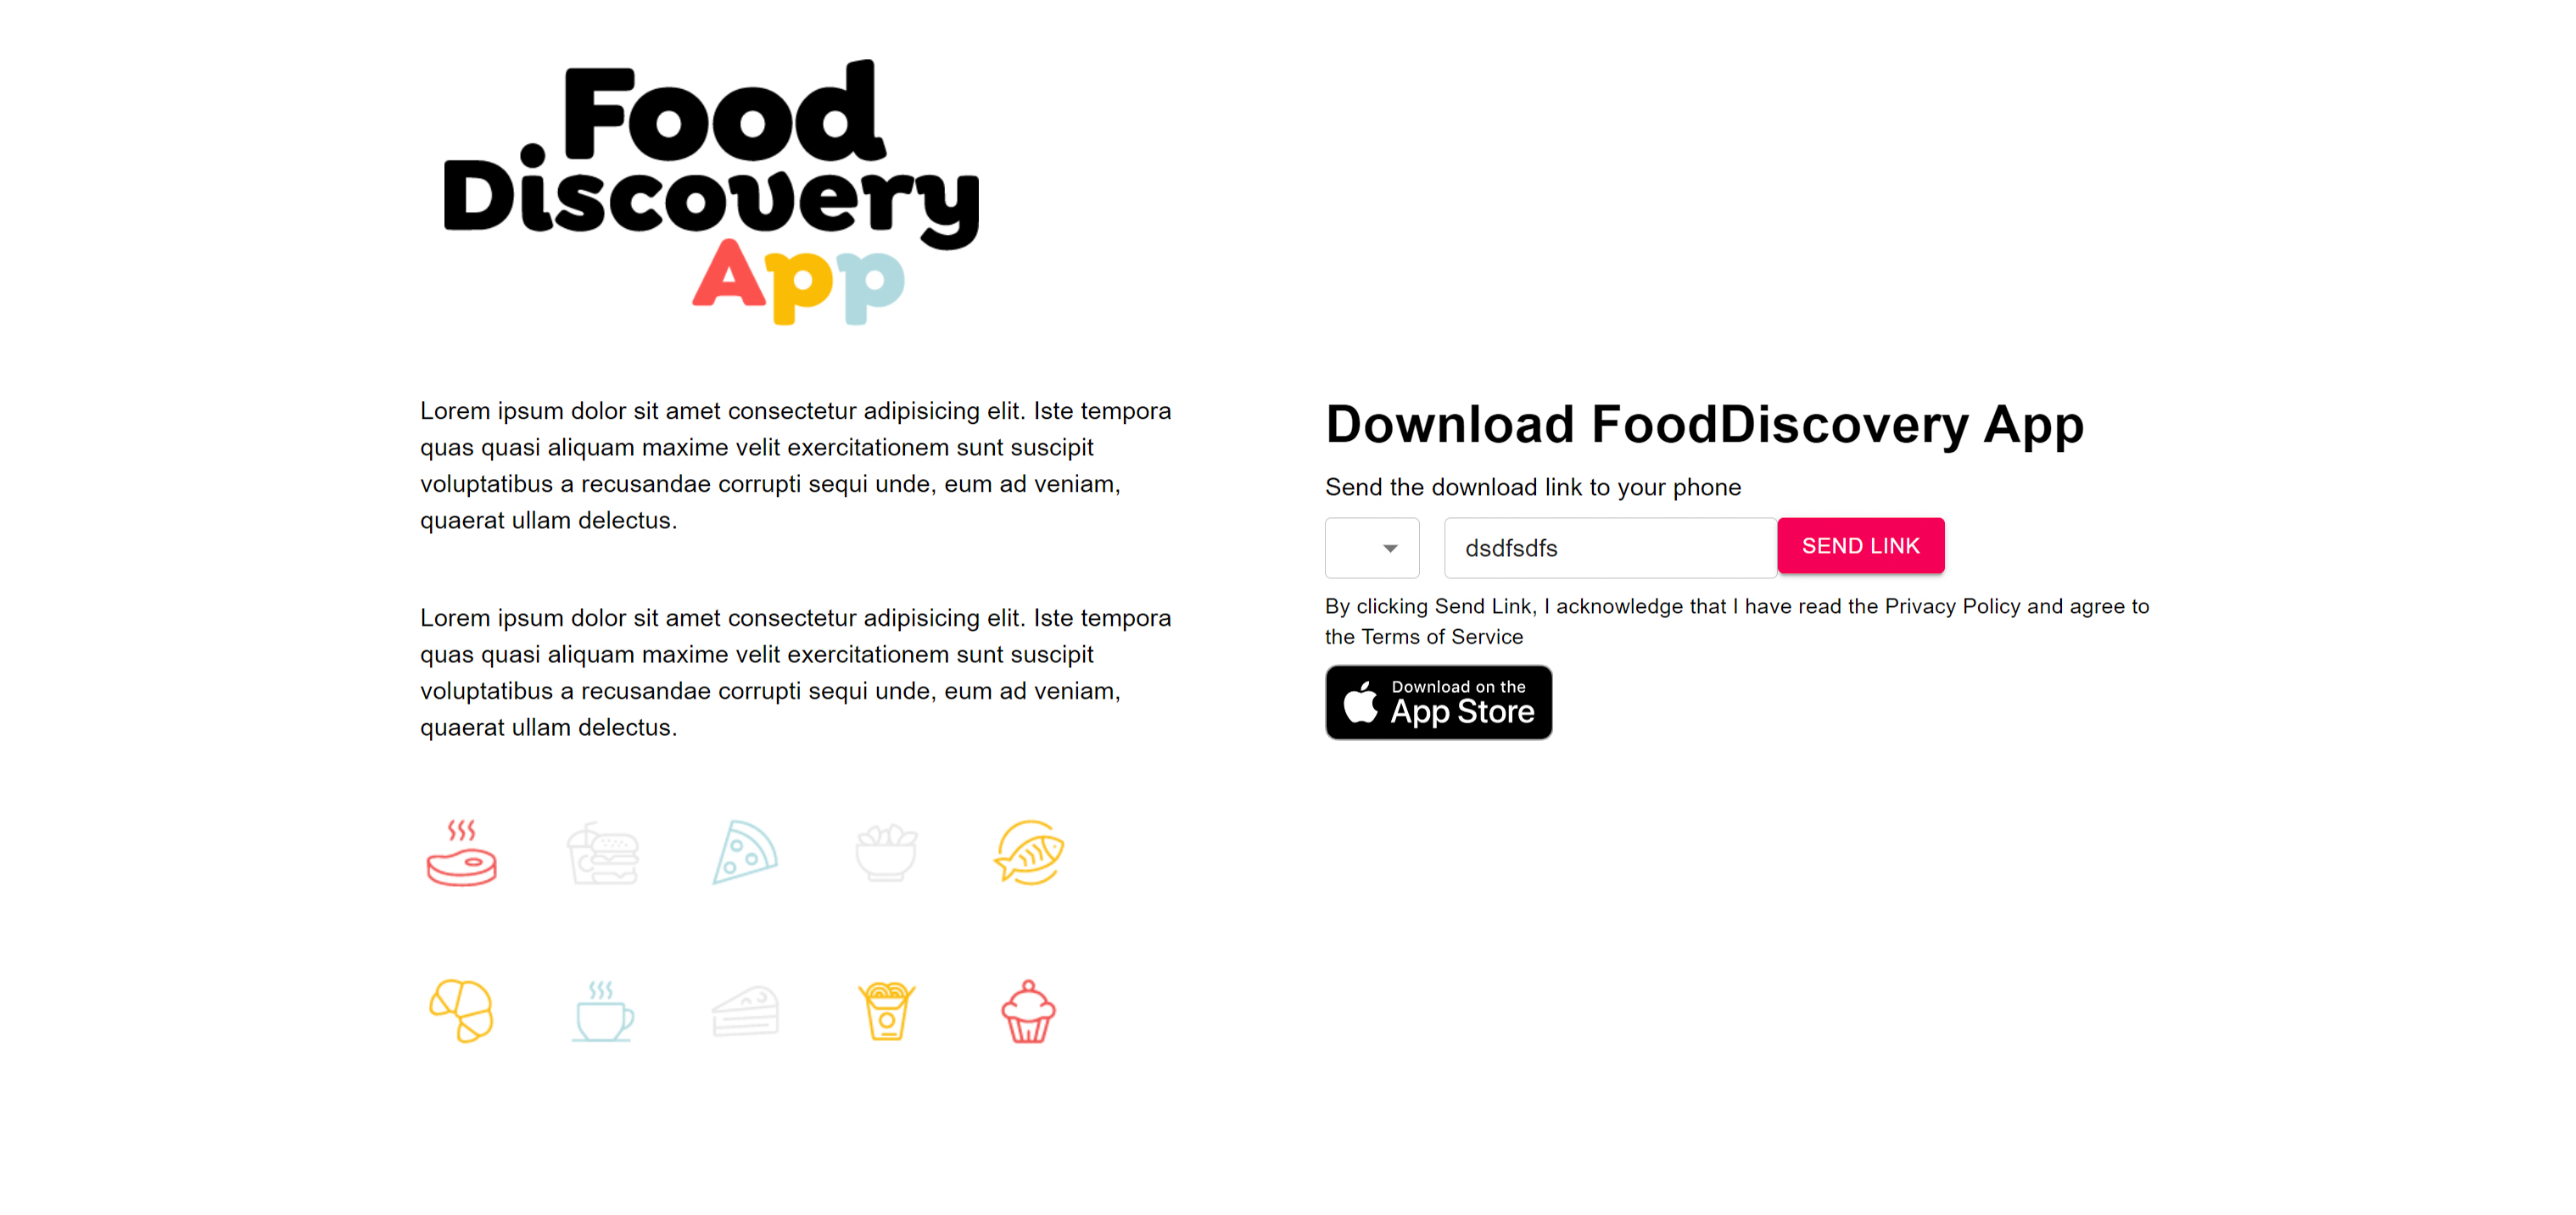 Food
Discovery
App
Lorem ipsum dolor sit amet consectetur adipisicing elit. Iste tempora
quas quasi aliquam maxime velit exercitationem sunt suscipit
voluptatibus a recusandae corrupti sequi unde, eum ad veniam,
quaerat ullam delectus.
Lorem ipsum dolor sit amet consectetur adipisicing elit. Iste tempora
quas quasi aliquam maxime velit exercitationem sunt suscipit
voluptatibus a recusandae corrupti sequi unde, eum ad veniam,
quaerat ullam delectus.
Download FoodDiscovery App
Send the download link to your phone
dsdfsdfs
SEND LINK
By clicking Send Link, I acknowledge that I have read the Privacy Policy and agree to
the Terms of Service
Download on the
App Store